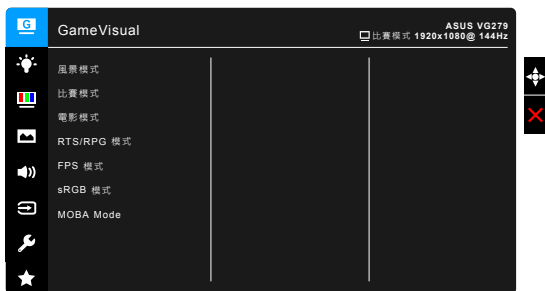 G
GameVisual
ASUS VG279
比賽模式 1920x1080@ 144Hz
風景模式
比賽模式
電影模式
RTS/RPG 模式
FPS 模式
sRGB 模式
MOBA Mode